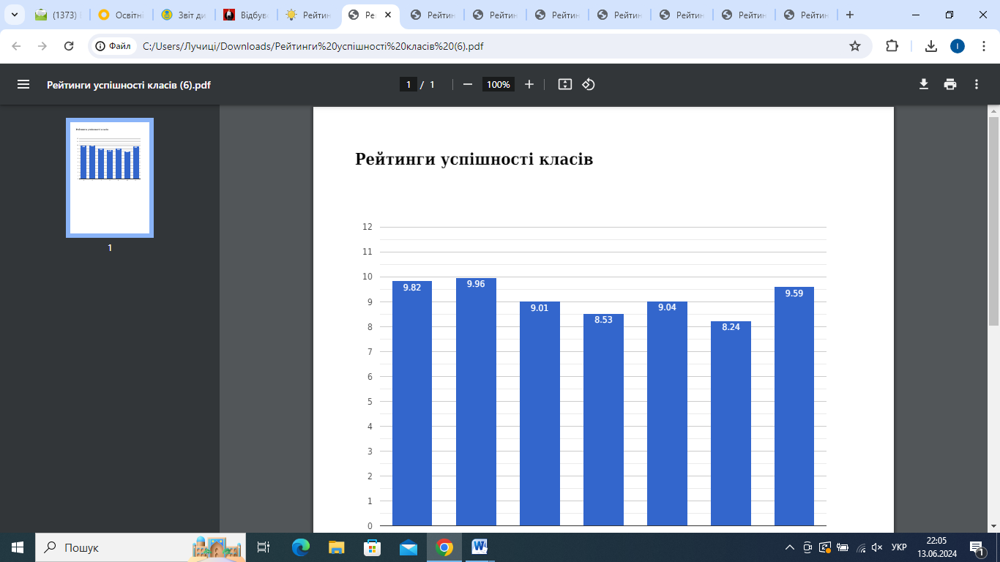 (1373)
Освітні
Звіт ди
Відбув
Рейтин
Ре
Рейтин
Рейтин
Рейтин
Рейтин
Рейтин
Рейтин
Рейтин
Файл
C:/Users/Лучиці/Downloads/Рейтинги%20успішності%20класів%20(6).pdf
І
Рейтинги успішності класів (6).pdf
1 / 1
100%
1
Рейтинги успішності класів
12
11
10
9
8
7
6
5
4
3
2
1
0
9.82
9.96
9.01
8.53
9.04
8.24
9.59
Пошук
УКР
22:05
13.06.2024
1